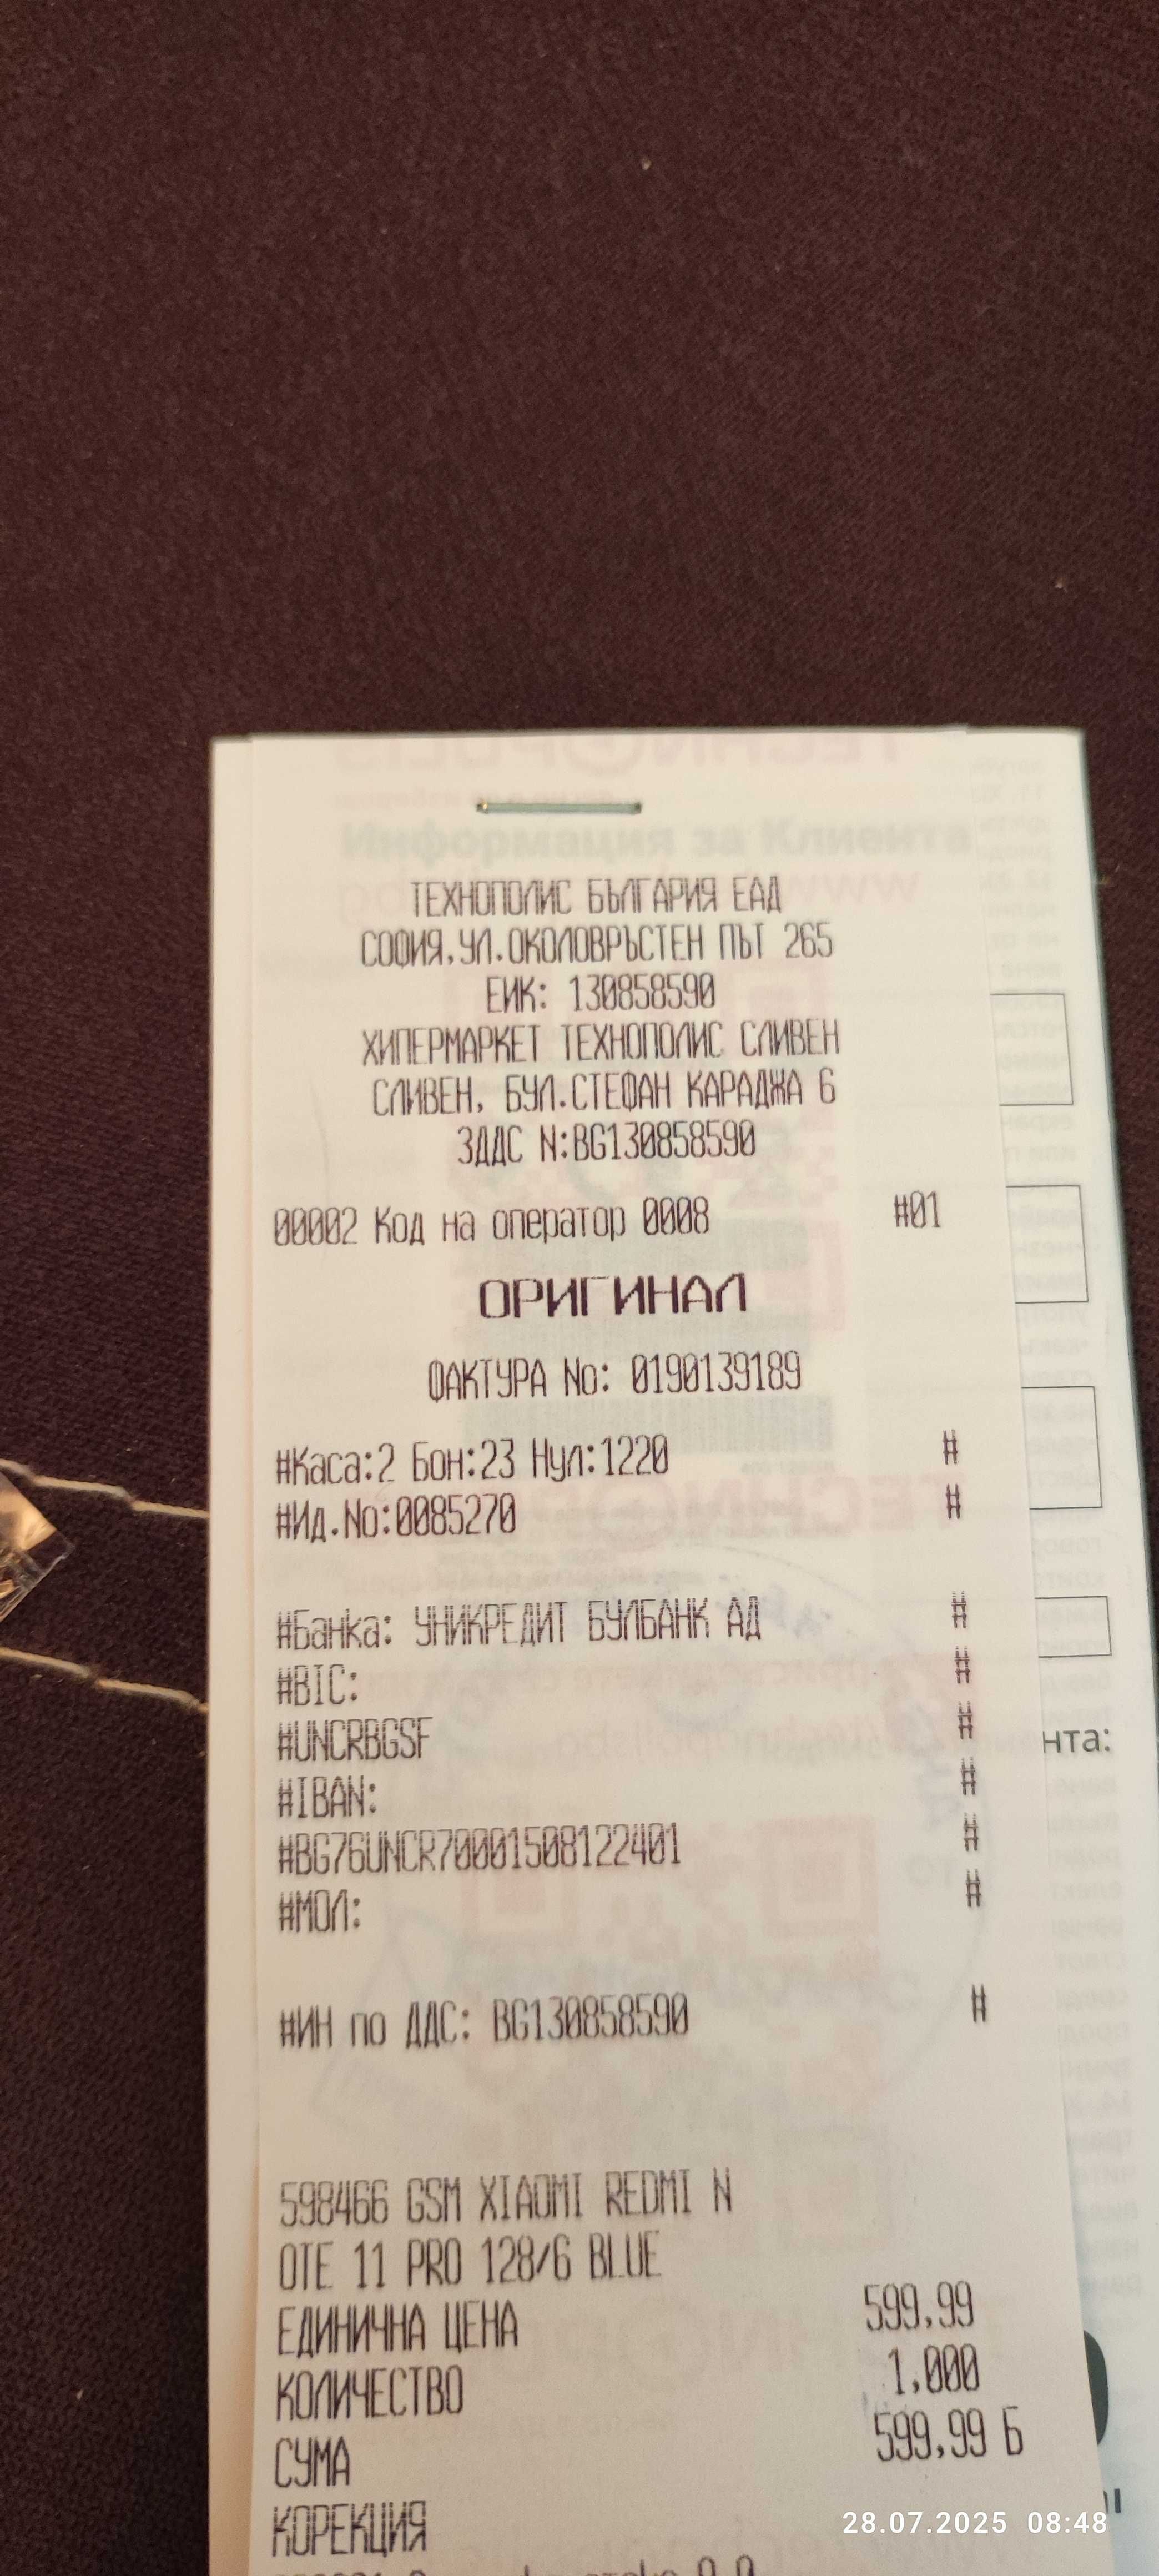 Информация за Клиента
ТЕХНОПОЛИС БЪЛГАРИЯ ЕАД
СОФИЯ,УЛ.ОКОЛОВРЪСТЕН ПЪТ 265
ЕИК: 130858590
ХИПЕРМАРКЕТ ТЕХНОПОЛИС СЛИВЕН
СЛИВЕН, БУЛ.СТЕФАН КАРАДЖА 6
ЗДДС N:BG130858590
00002 Код на оператор 0008 #01
ОРИГИНАЛ
ФАКТУРА No: 0190139189
#Каса:2 Бон:23 Нул:1220 #
#Ид.No:0085270 #
#Банка: УНИКРЕДИТ БУЛБАНК АД #
#BIC: #
#UNCRBGSF #
#IBAN: #
#BG76UNCR70001508122401 #
#МОЛ: #
нта:
#ИН по ДДС: BG130858590 #
598466 GSM XIAOMI REDMI N
OTE 11 PRO 128/6 BLUE
ЕДИНИЧНА ЦЕНА 599,99
КОЛИЧЕСТВО 1,000
СУМА 599,99 Б
КОРЕКЦИЯ
28.07.2025 08:48